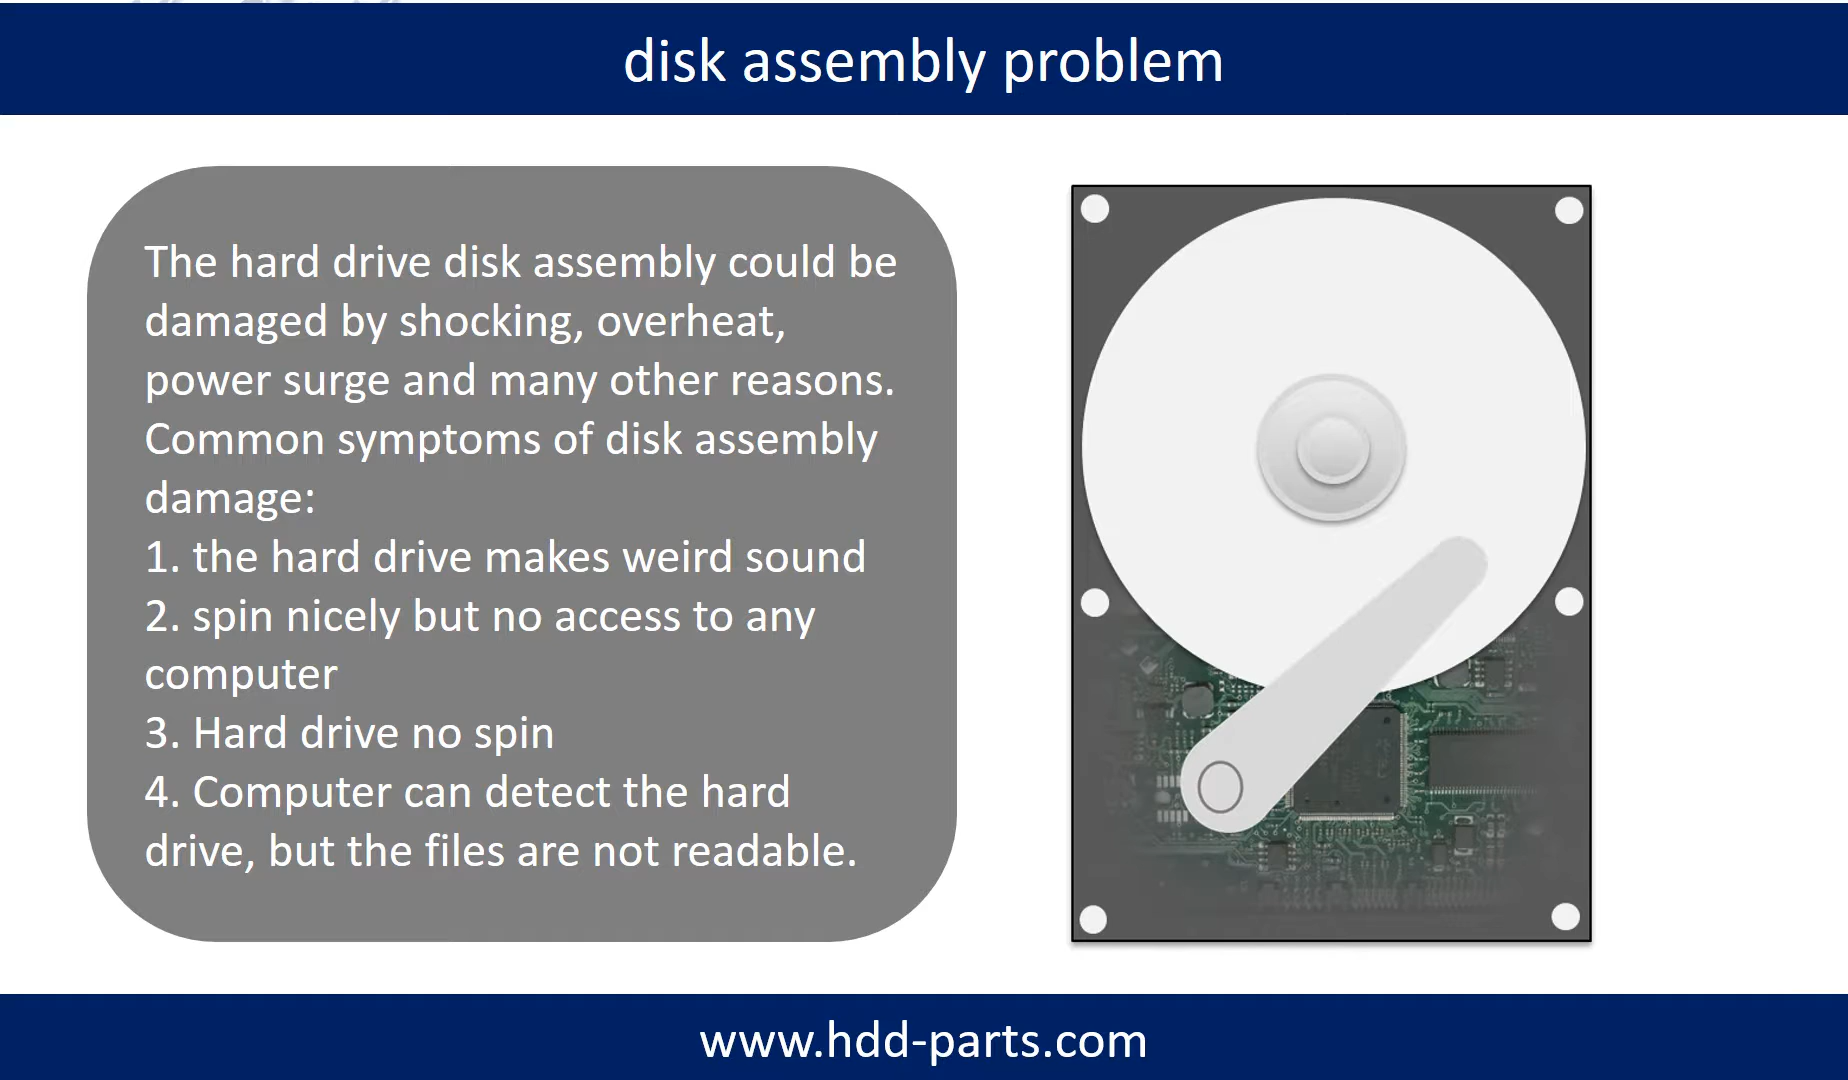 disk assembly problem
The hard drive disk assembly could be
damaged by shocking, overheat,
power surge and many other reasons.
Common symptoms of disk assembly
damage:
1. the hard drive makes weird sound
2. spin nicely but no access to any
computer
3. Hard drive no spin
4. Computer can detect the hard
drive, but the files are not readable.
www.hdd-parts.com